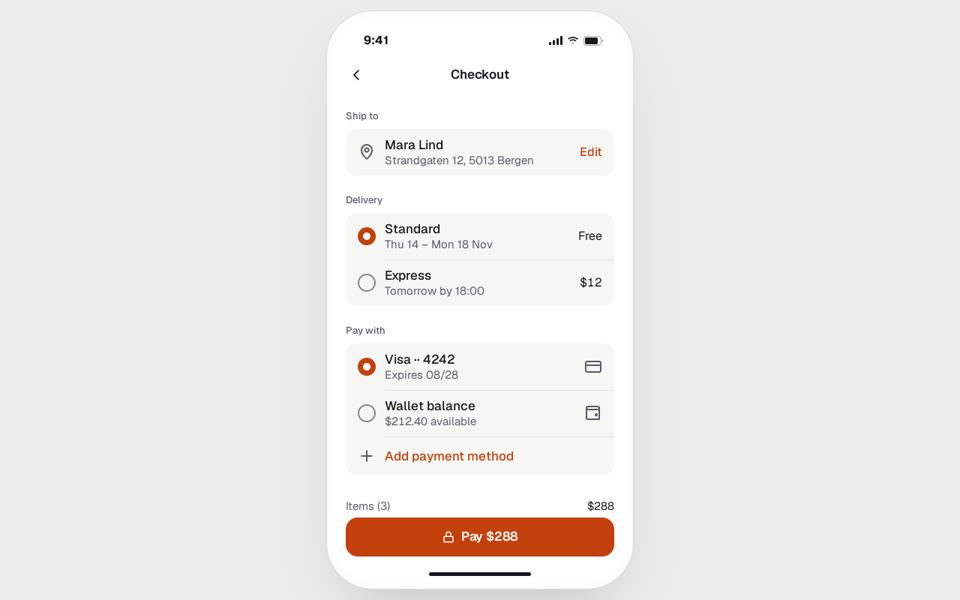 9:41
Checkout
Ship to
Mara Lind
Strandgaten 12, 5013 Bergen
Edit
Delivery
Standard
Thu 14 – Mon 18 Nov
Free
Express
Tomorrow by 18:00
$12
Pay with
Visa ·· 4242
Expires 08/28
Wallet balance
$212.40 available
Add payment method
Items (3)
$288
Pay $288